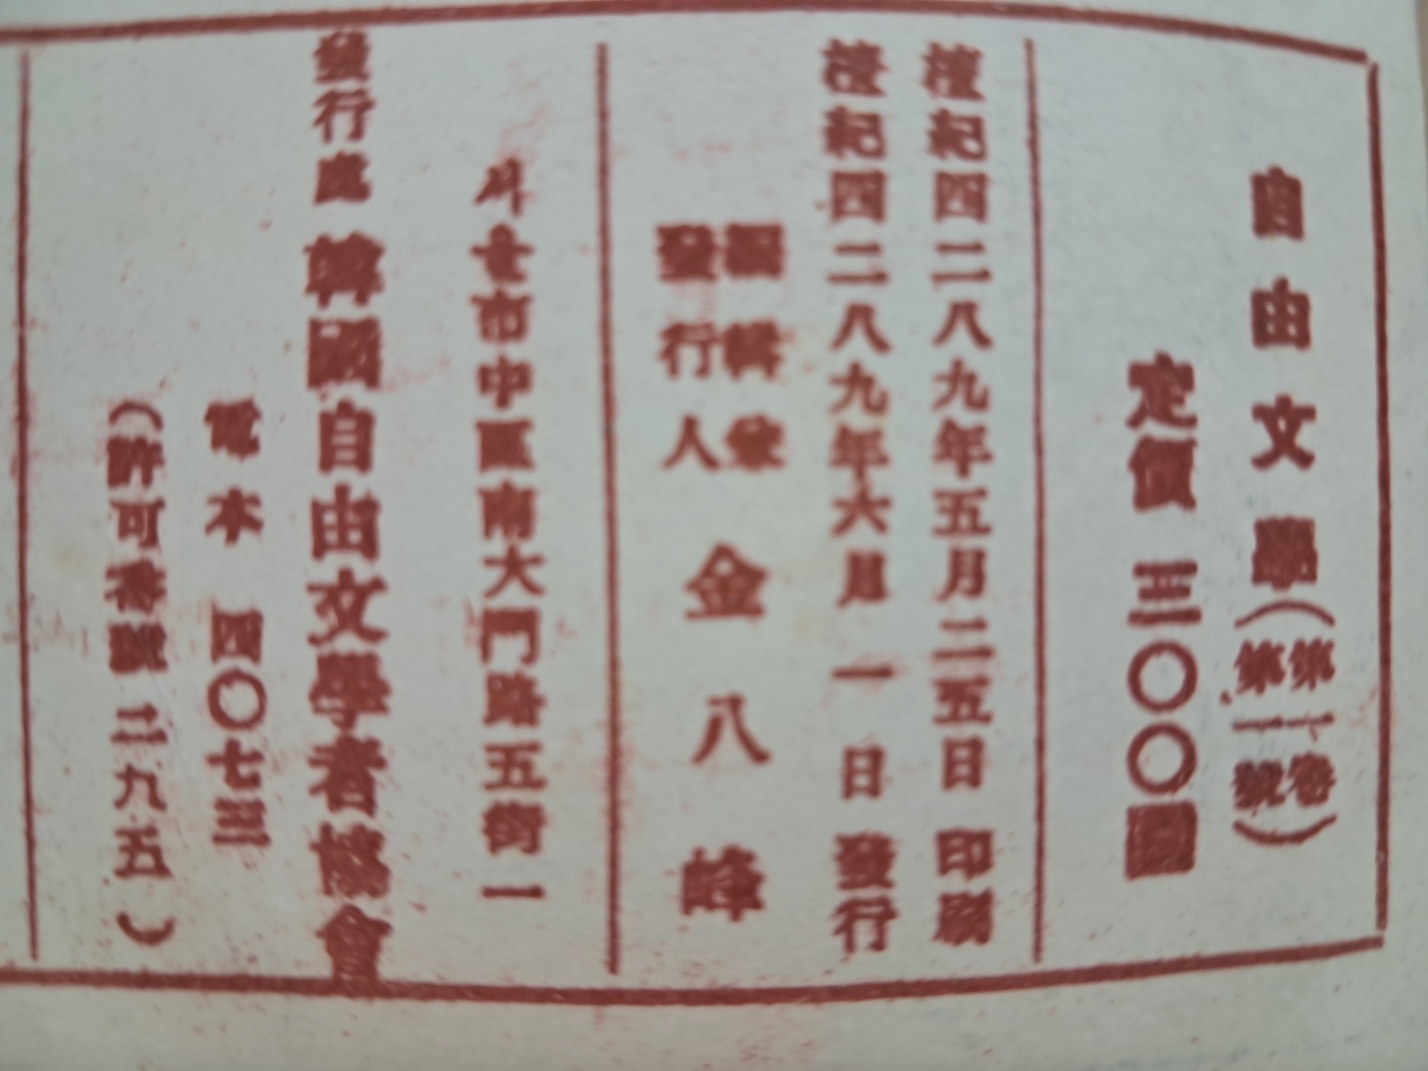 自由文學（第一卷
第一號）
定價 三〇〇圜
檀紀四二八九年五月二五日 印刷
檀紀四二八九年六月 一 日 發行
編輯兼
發行人 金八峰
서울市中區南大門路五街一
發行處 韓國自由文學者協會
電本 四〇七三
（許可番號 二九五）